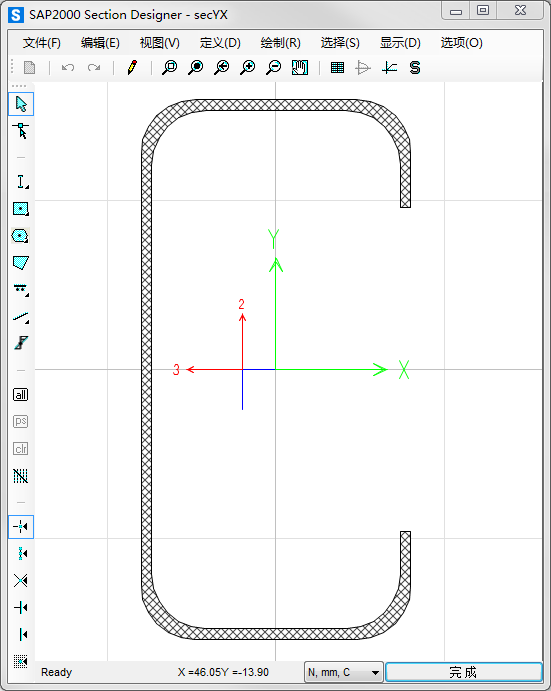 SAP2000 Section Designer - secYX
文件(F) 编辑(E) 视图(V) 定义(D) 绘制(R) 选择(S) 显示(D) 选项(O)
S
Y
2
3
X
all
ps
clr
Ready X =46.05Y =-13.90 N, mm, C 完成